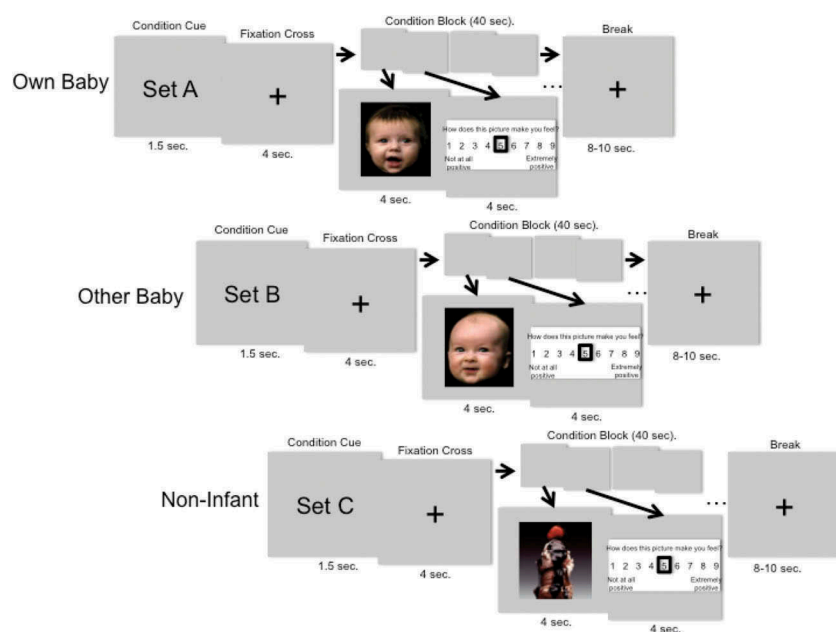 Condition Cue
Fixation Cross
Condition Block (40 sec).
Break
Own Baby
Set A
+
+
...
How does this picture make you feel?
1 2 3 4 5 6 7 8 9
Not at all positive
Extremely positive
1.5 sec.
4 sec.
4 sec.
4 sec.
8-10 sec.
Condition Cue
Fixation Cross
Condition Block (40 sec).
Break
Other Baby
Set B
+
+
...
How does this picture make you feel?
1 2 3 4 5 6 7 8 9
Not at all positive
Extremely positive
1.5 sec.
4 sec.
4 sec.
4 sec.
8-10 sec.
Condition Cue
Fixation Cross
Condition Block (40 sec).
Break
Non-Infant
Set C
+
+
...
How does this picture make you feel?
1 2 3 4 5 6 7 8 9
Not at all positive
Extremely positive
1.5 sec.
4 sec.
4 sec.
4 sec.
8-10 sec.